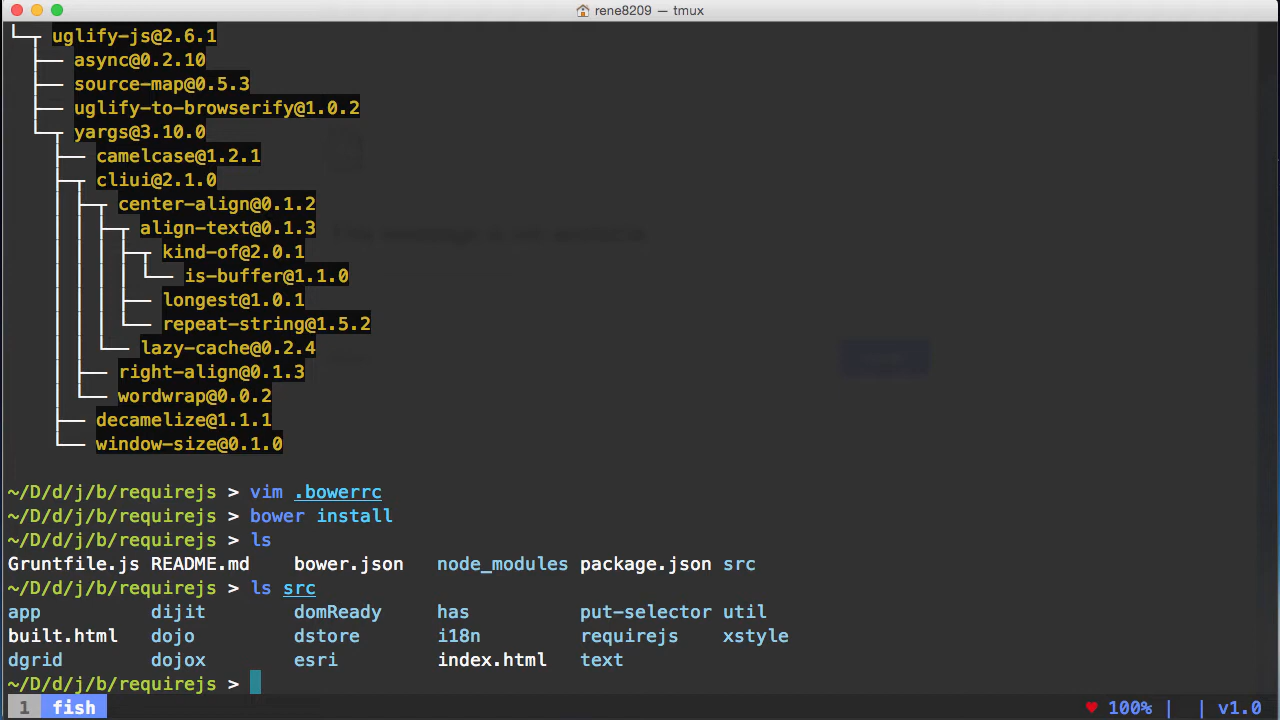 rene8209 — tmux
└─┬ uglify-js@2.6.1
  ├── async@0.2.10
  ├── source-map@0.5.3
  ├── uglify-to-browserify@1.0.2
  └─┬ yargs@3.10.0
    ├── camelcase@1.2.1
    ├─┬ cliui@2.1.0
    │ ├─┬ center-align@0.1.2
    │ │ ├─┬ align-text@0.1.3
    │ │ │ ├─┬ kind-of@2.0.1
    │ │ │ │ └── is-buffer@1.1.0
    │ │ │ ├── longest@1.0.1
    │ │ │ └── repeat-string@1.5.2
    │ │ └── lazy-cache@0.2.4
    │ ├── right-align@0.1.3
    │ └── wordwrap@0.0.2
    ├── decamelize@1.1.1
    └── window-size@0.1.0
~/D/d/j/b/requirejs > vim .bowerrc
~/D/d/j/b/requirejs > bower install
~/D/d/j/b/requirejs > ls
Gruntfile.js README.md    bower.json   node_modules package.json src
~/D/d/j/b/requirejs > ls src
app          dijit        domReady     has          put-selector util
built.html   dojo         dstore       i18n         requirejs    xstyle
dgrid        dojox        esri         index.html   text
~/D/d/j/b/requirejs >
1 fish ♥ 100% | | v1.0